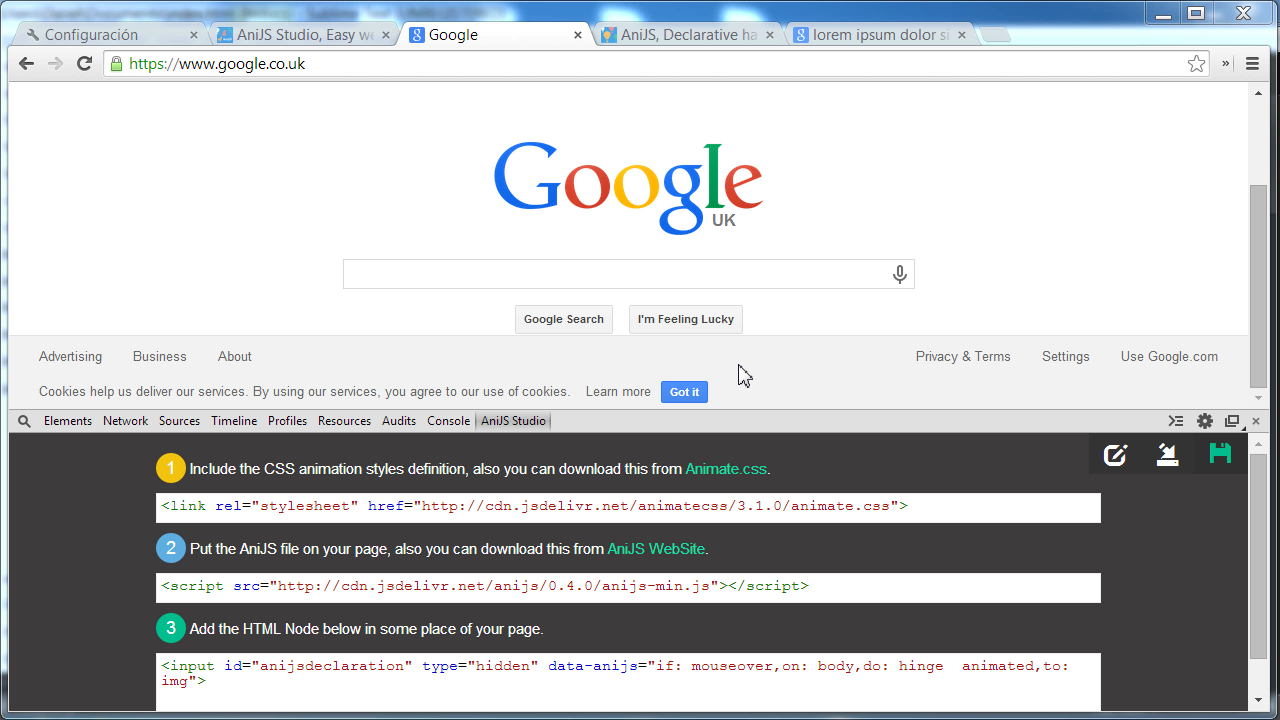 Configuración
AniJS Studio, Easy we
Google
AniJS, Declarative ha
lorem ipsum dolor si
https://www.google.co.uk
Google
UK
Google Search
I'm Feeling Lucky
Advertising Business About Privacy & Terms Settings Use Google.com
Cookies help us deliver our services. By using our services, you agree to our use of cookies. Learn more Got it
Elements Network Sources Timeline Profiles Resources Audits Console AniJS Studio
1 Include the CSS animation styles definition, also you can download this from Animate.css.
<link rel="stylesheet" href="http://cdn.jsdelivr.net/animatecss/3.1.0/animate.css">
2 Put the AniJS file on your page, also you can download this from AniJS WebSite.
<script src="http://cdn.jsdelivr.net/anijs/0.4.0/anijs-min.js"></script>
3 Add the HTML Node below in some place of your page.
<input id="anijsdeclaration" type="hidden" data-anijs="if: mouseover,on: body,do: hinge  animated,to:
img">